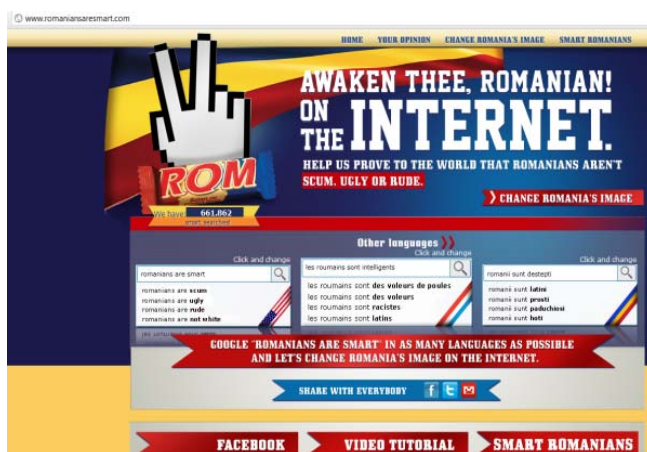 www.romaniansaresmart.com
HOME YOUR OPINION CHANGE ROMANIA'S IMAGE SMART ROMANIANS
AWAKEN THEE, ROMANIAN!
ON THE INTERNET.
HELP US PROVE TO THE WORLD THAT ROMANIANS AREN'T
SCUM. UGLY OR RUDE.
CHANGE ROMANIA'S IMAGE
ROM
We have: 661.862
smart searches!
Other languages
Click and change
romanians are smart
romanians are scum
romanians are ugly
romanians are rude
romanians are not white
Click and change
les roumains sont intelligents
les roumains sont des voleurs de poules
les roumains sont des voleurs
les roumains sont racistes
les roumains sont latins
Click and change
romanii sunt destepti
romanii sunt latini
romanii sunt prosti
romanii sunt paduchiosi
romanii sunt hoti
GOOGLE "ROMANIANS ARE SMART" IN AS MANY LANGUAGES AS POSSIBLE
AND LET'S CHANGE ROMANIA'S IMAGE ON THE INTERNET.
SHARE WITH EVERYBODY f t M
FACEBOOK VIDEO TUTORIAL SMART ROMANIANS